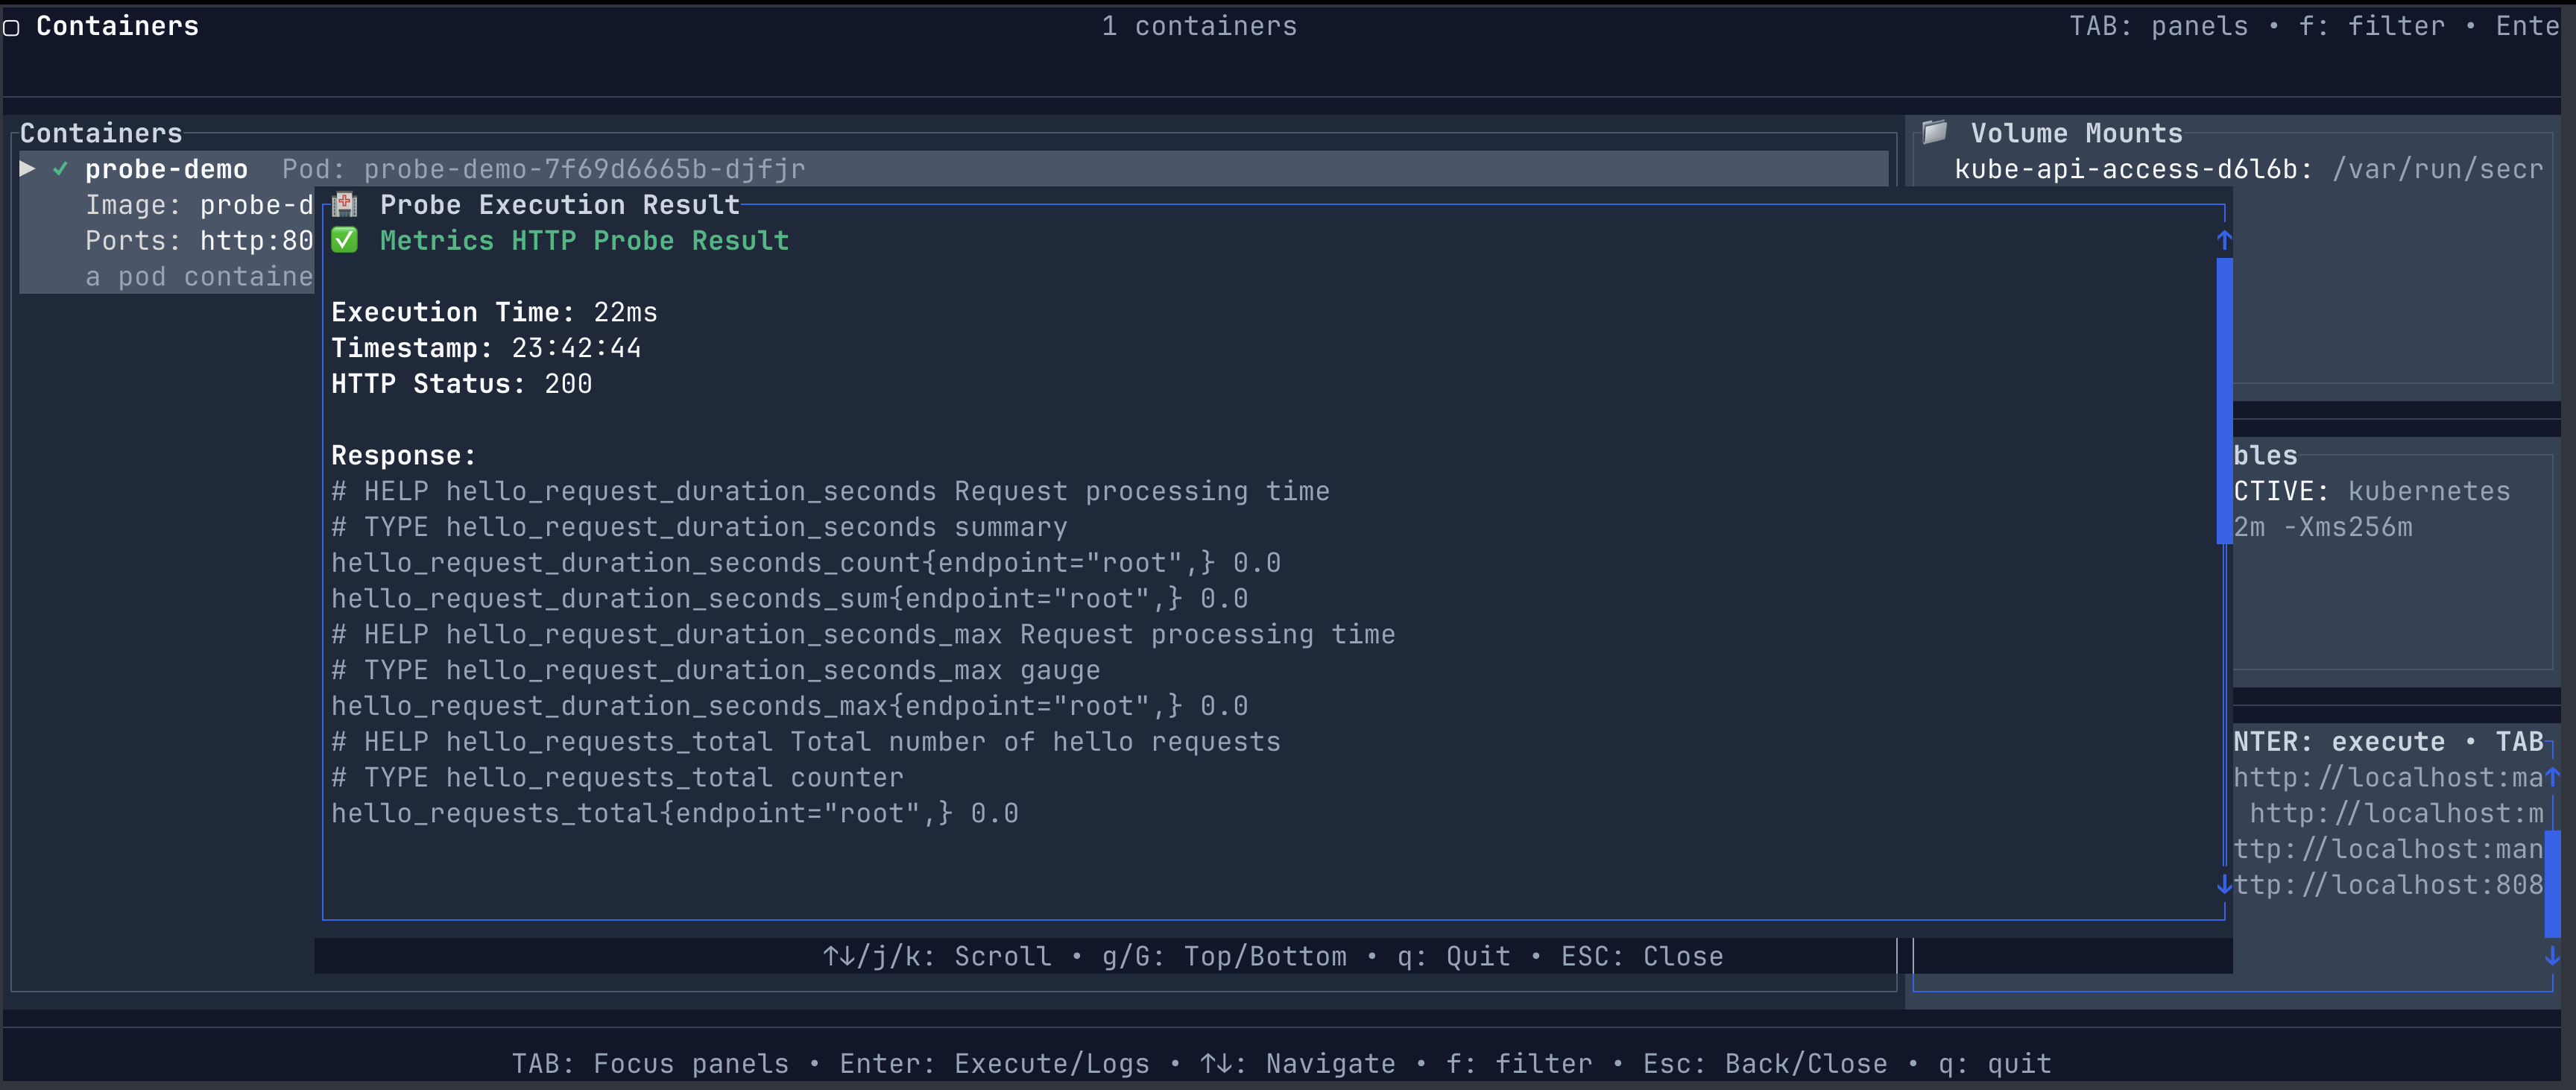 Containers
1 containers
TAB: panels • f: filter • Ente
Containers
▶ ✓ probe-demo Pod: probe-demo-7f69d6665b-djfjr
Image: probe-d
Ports: http:80
a pod containe
Volume Mounts
kube-api-access-d6l6b: /var/run/secr
Probe Execution Result
✅ Metrics HTTP Probe Result
Execution Time: 22ms
Timestamp: 23:42:44
HTTP Status: 200
Response:
# HELP hello_request_duration_seconds Request processing time
# TYPE hello_request_duration_seconds summary
hello_request_duration_seconds_count{endpoint="root",} 0.0
hello_request_duration_seconds_sum{endpoint="root",} 0.0
# HELP hello_request_duration_seconds_max Request processing time
# TYPE hello_request_duration_seconds_max gauge
hello_request_duration_seconds_max{endpoint="root",} 0.0
# HELP hello_requests_total Total number of hello requests
# TYPE hello_requests_total counter
hello_requests_total{endpoint="root",} 0.0
bles
CTIVE: kubernetes
2m -Xms256m
NTER: execute • TAB
http://localhost:ma
http://localhost:m
ttp://localhost:man
ttp://localhost:808
↑↓/j/k: Scroll • g/G: Top/Bottom • q: Quit • ESC: Close
TAB: Focus panels • Enter: Execute/Logs • ↑↓: Navigate • f: filter • Esc: Back/Close • q: quit